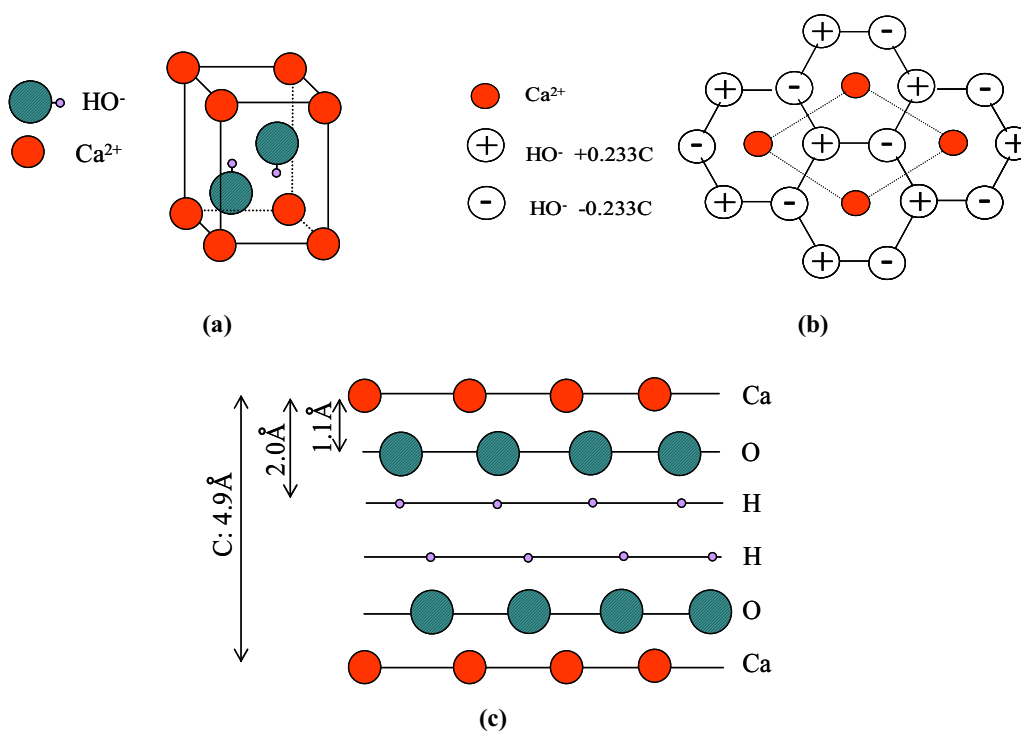 HO⁻
Ca²⁺
(a)
Ca²⁺
+ HO⁻ +0.233C
- HO⁻ -0.233C
+ -
+ - + -
+ - +
- + - +
+ -
(b)
C: 4.9Å
2.0Å
1.1Å
Ca
O
H
H
O
Ca
(c)